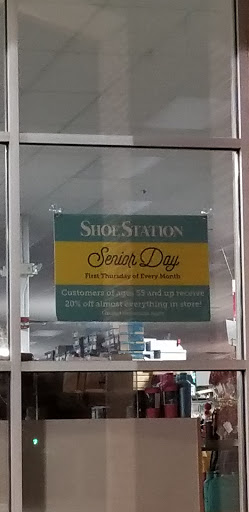 SHOE STATION
Senior Day
First Thursday of Every Month
Customers of ages 55 and up receive
20% off almost everything in store!